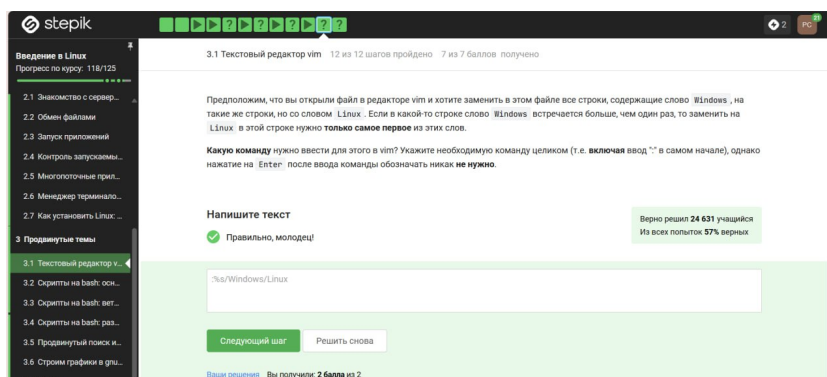 stepik
2
РС
21
Введение в Linux
Прогресс по курсу: 118/125
2.1 Знакомство с сервер...
2.2 Обмен файлами
2.3 Запуск приложений
2.4 Контроль запускаемы...
2.5 Многопоточные прил...
2.6 Менеджер терминало...
2.7 Как установить Linux: ...
3 Продвинутые темы
3.1 Текстовый редактор v...
3.2 Скрипты на bash: осн...
3.3 Скрипты на bash: вет...
3.4 Скрипты на bash: раз...
3.5 Продвинутый поиск и...
3.6 Строим графики в gnu...
3.1 Текстовый редактор vim 12 из 12 шагов пройдено 7 из 7 баллов получено
Предположим, что вы открыли файл в редакторе vim и хотите заменить в этом файле все строки, содержащие слово Windows, на
такие же строки, но со словом Linux. Если в какой-то строке слово Windows встречается больше, чем один раз, то заменить на
Linux в этой строке нужно только самое первое из этих слов.
Какую команду нужно ввести для этого в vim? Укажите необходимую команду целиком (т.е. включая ввод ":" в самом начале), однако
нажатие на Enter после ввода команды обозначать никак не нужно.
Напишите текст
Правильно, молодец!
Верно решил 24 631 учащийся
Из всех попыток 57% верных
:%s/Windows/Linux
Следующий шаг
Решить снова
Ваши решения Вы получили: 2 балла из 2